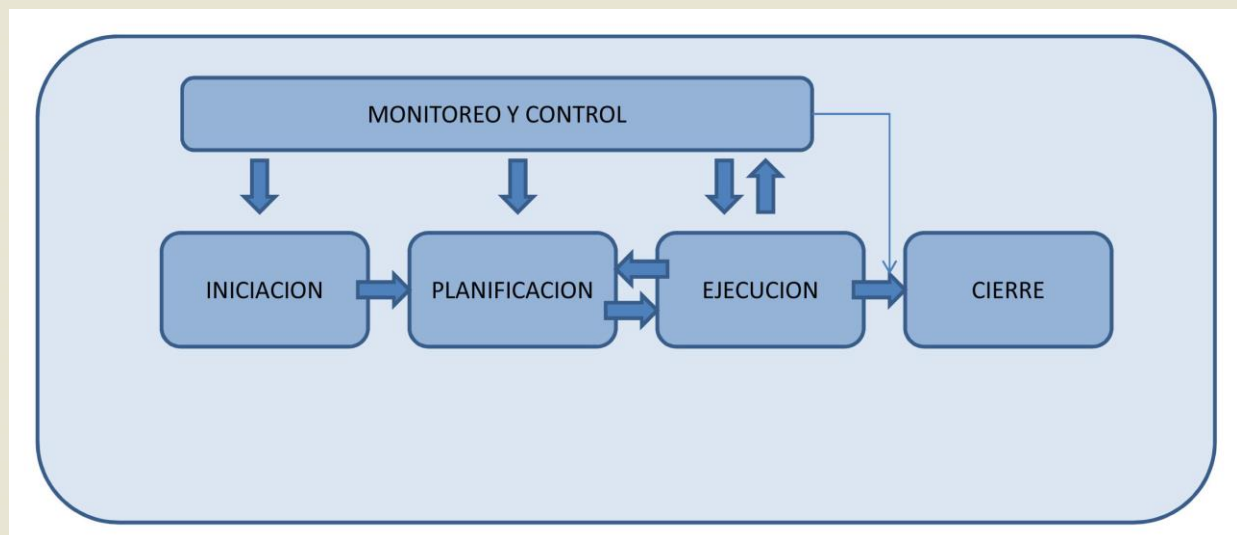 MONITOREO Y CONTROL
INICIACION
PLANIFICACION
EJECUCION
CIERRE